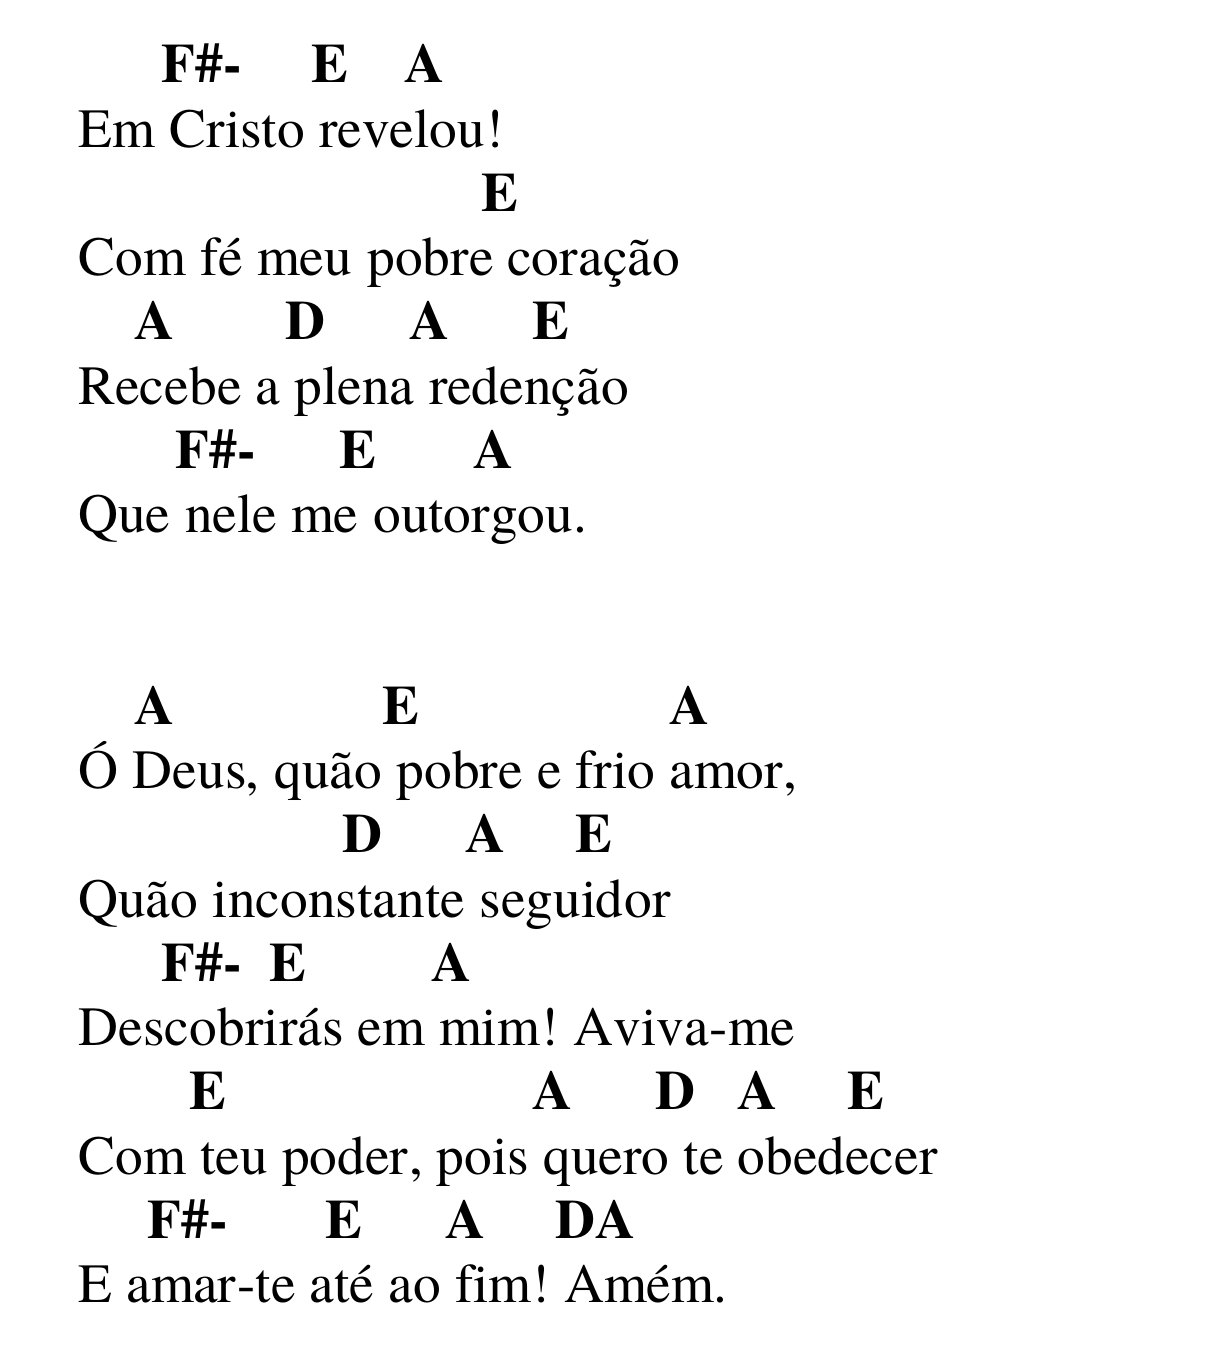 F#- E A
Em Cristo revelou!
E
Com fé meu pobre coração
A D A E
Recebe a plena redenção
F#- E A
Que nele me outorgou.
A E A
Ó Deus, quão pobre e frio amor,
D A E
Quão inconstante seguidor
F#- E A
Descobrirás em mim! Aviva-me
E A D A E
Com teu poder, pois quero te obedecer
F#- E A DA
E amar-te até ao fim! Amém.